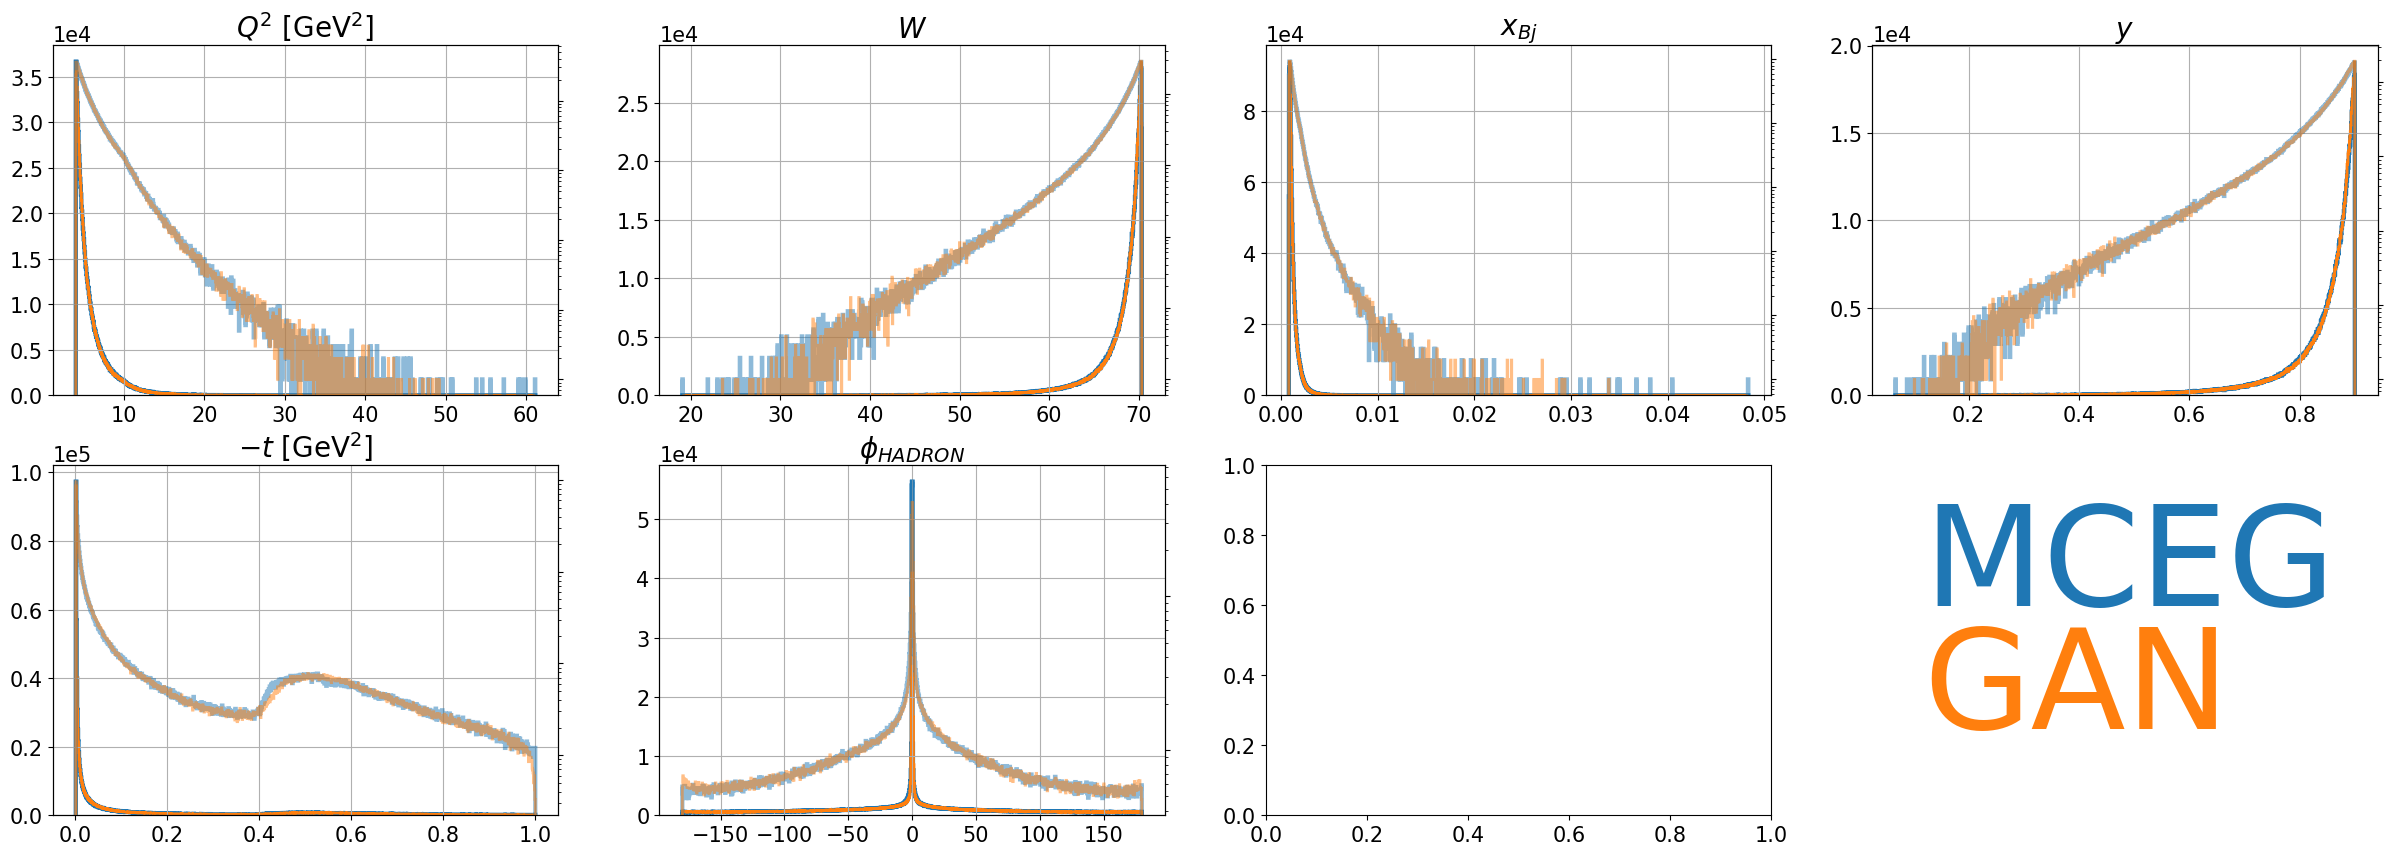 Q² [GeV²]
1e4
3.5
3.0
2.5
2.0
1.5
1.0
0.5
0.0
10 20 30 40 50 60
W
1e4
2.5
2.0
1.5
1.0
0.5
0.0
20 30 40 50 60 70
x_Bj
1e4
8
6
4
2
0
0.00 0.01 0.02 0.03 0.04 0.05
y
1e4
2.0
1.5
1.0
0.5
0.0
0.2 0.4 0.6 0.8
−t [GeV²]
1e5
1.0
0.8
0.6
0.4
0.2
0.0
0.0 0.2 0.4 0.6 0.8 1.0
ϕ_HADRON
1e4
5
4
3
2
1
0
−150 −100 −50 0 50 100 150
1.0
0.8
0.6
0.4
0.2
0.0
0.0 0.2 0.4 0.6 0.8 1.0
MCEG
GAN